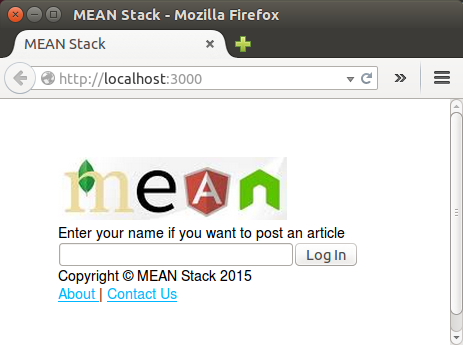 MEAN Stack - Mozilla Firefox
MEAN Stack
http://localhost:3000
mean
Enter your name if you want to post an article
Log In
Copyright © MEAN Stack 2015
About | Contact Us